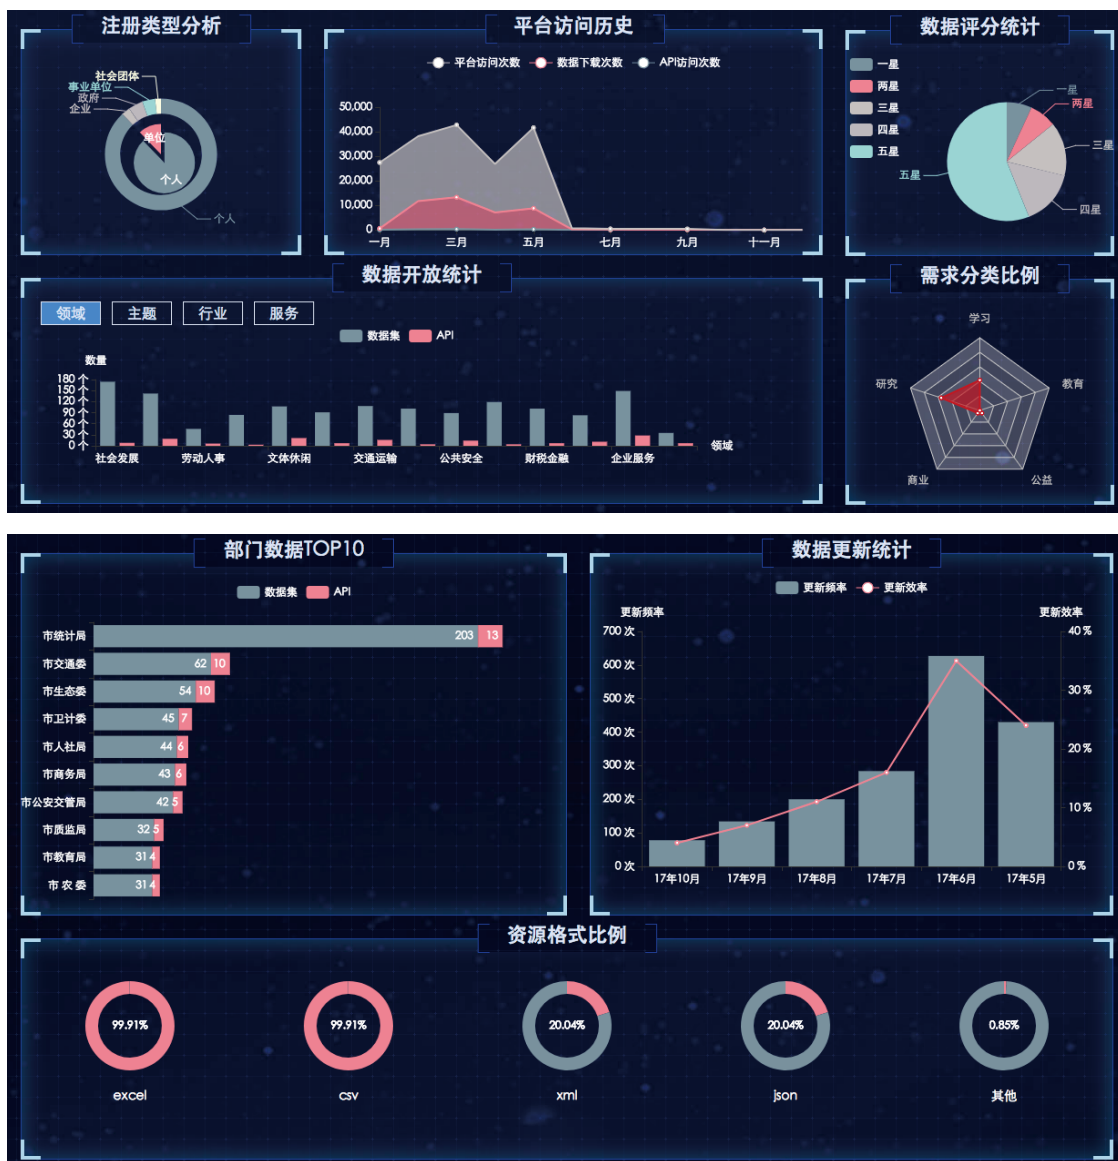 注册类型分析
社会团体
事业单位
政府
企业
单位
个人
个人
平台访问历史
平台访问次数 数据下载次数 API访问次数
50,000
40,000
30,000
20,000
10,000
0
一月 三月 五月 七月 九月 十一月
数据评分统计
一星
两星
三星
四星
五星
一星
两星
三星
四星
五星
数据开放统计
领域 主题 行业 服务
数据集 API
数量
180 个
150 个
120 个
90 个
60 个
30 个
0 个
社会发展 劳动人事 文体休闲 交通运输 公共安全 财税金融 企业服务
领域
需求分类比例
学习
研究 教育
商业 公益
部门数据TOP10
数据集 API
市统计局 203 13
市交通委 62 10
市生态委 54 10
市卫计委 45 7
市人社局 44 6
市商务局 43 6
市公安交管局 42 5
市质监局 32 5
市教育局 31 4
市农委 31 4
数据更新统计
更新频率 更新效率
更新频率 更新效率
700 次 40 %
600 次
500 次 30 %
400 次
300 次 20 %
200 次 10 %
100 次
0 次 0 %
17年10月 17年9月 17年8月 17年7月 17年6月 17年5月
资源格式比例
99.91% 99.91% 20.04% 20.04% 0.85%
excel csv xml json 其他